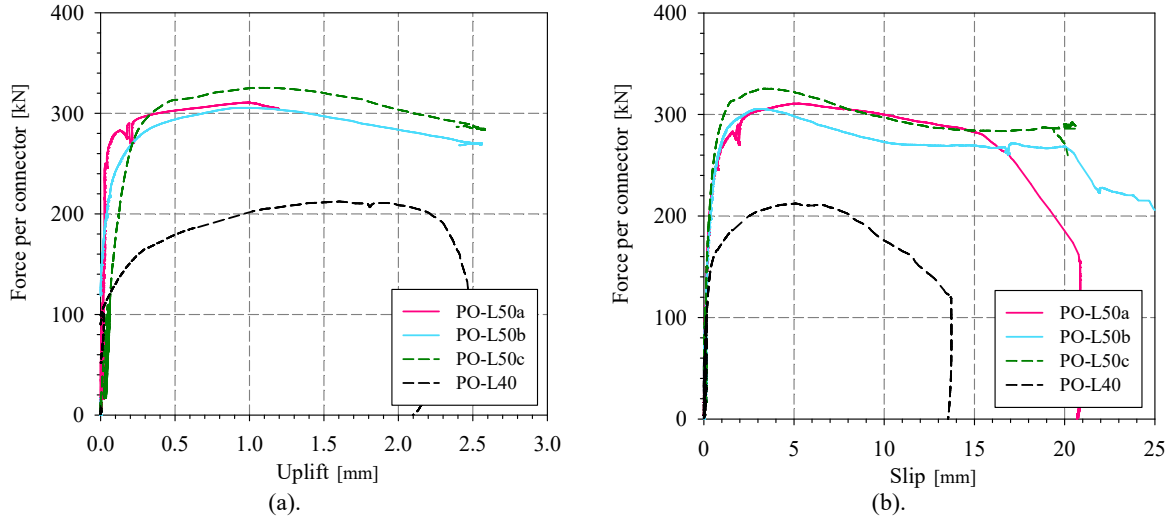 400
300
200
100
0
Force per connector [kN]
PO-L50a
PO-L50b
PO-L50c
PO-L40
0.0 0.5 1.0 1.5 2.0 2.5 3.0
Uplift [mm]
(a).
400
300
200
100
0
Force per connector [kN]
PO-L50a
PO-L50b
PO-L50c
PO-L40
0 5 10 15 20 25
Slip [mm]
(b).